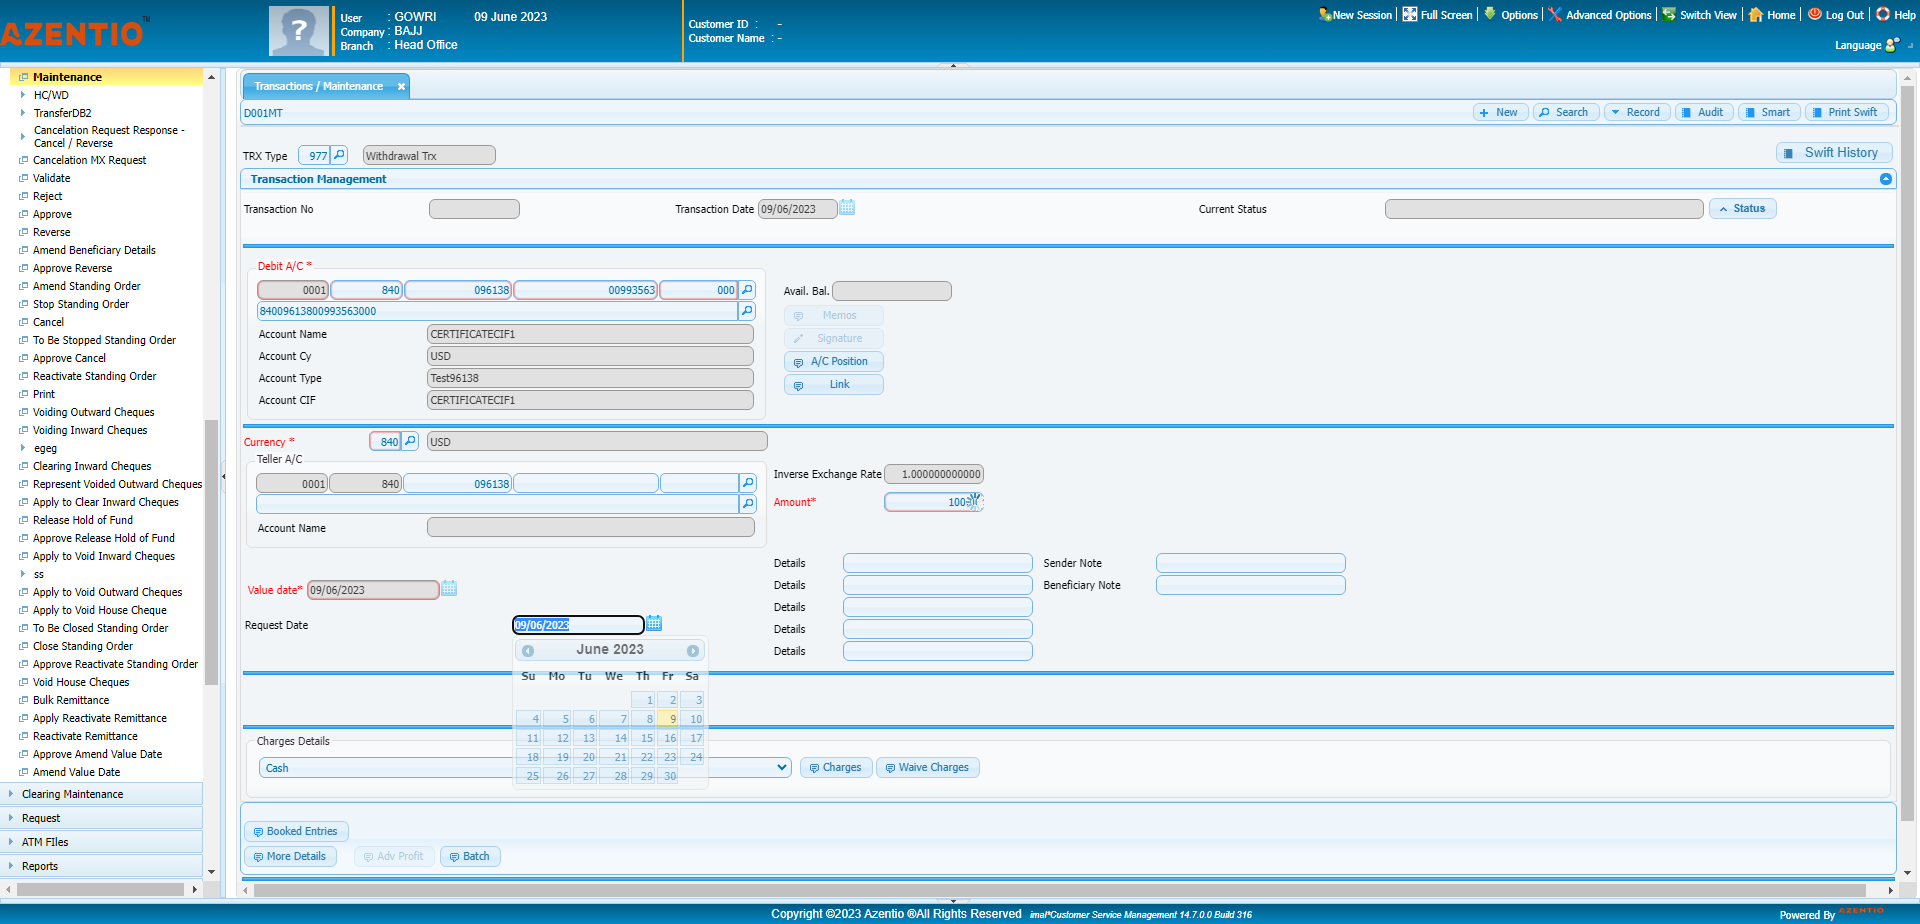 AZENTIO™
User : GOWRI 09 June 2023
Company : BAJJ
Branch : Head Office
Customer ID : -
Customer Name : -
New Session Full Screen Options Advanced Options Switch View Home Log Out Help
Language
Maintenance
HC/WD
TransferDB2
Cancelation Request Response -
Cancel / Reverse
Cancelation MX Request
Validate
Reject
Approve
Reverse
Amend Beneficiary Details
Approve Reverse
Amend Standing Order
Stop Standing Order
Cancel
To Be Stopped Standing Order
Approve Cancel
Reactivate Standing Order
Print
Voiding Outward Cheques
Voiding Inward Cheques
egeg
Clearing Inward Cheques
Represent Voided Outward Cheques
Apply to Clear Inward Cheques
Release Hold of Fund
Approve Release Hold of Fund
Apply to Void Inward Cheques
ss
Apply to Void Outward Cheques
Apply to Void House Cheque
To Be Closed Standing Order
Close Standing Order
Approve Reactivate Standing Order
Void House Cheques
Bulk Remittance
Apply Reactivate Remittance
Reactivate Remittance
Approve Amend Value Date
Amend Value Date
Clearing Maintenance
Request
ATM FIles
Reports
Transactions / Maintenance
D001MT
New Search Record Audit Smart Print Swift
TRX Type 977 Withdrawal Trx
Swift History
Transaction Management
Transaction No
Transaction Date 09/06/2023
Current Status
Status
Debit A/C *
0001 840 096138 00993563 000
84009613800993563000
Account Name CERTIFICATECIF1
Account Cy USD
Account Type Test96138
Account CIF CERTIFICATECIF1
Avail. Bal.
Memos
Signature
A/C Position
Link
Currency * 840 USD
Teller A/C
0001 840 096138
Account Name
Inverse Exchange Rate 1.000000000000
Amount*
Value date* 09/06/2023
Request Date 09/06/2023
Details
Details
Details
Details
Details
Sender Note
Beneficiary Note
June 2023
Su Mo Tu We Th Fr Sa
1 2 3
4 5 6 7 8 9 10
11 12 13 14 15 16 17
18 19 20 21 22 23 24
25 26 27 28 29 30
Charges Details
Cash
Charges Waive Charges
Booked Entries
More Details Adv Profit Batch
Copyright ©2023 Azentio ®All Rights Reserved imal*Customer Service Management 14.7.0.0 Build 316
Powered By AZENTIO